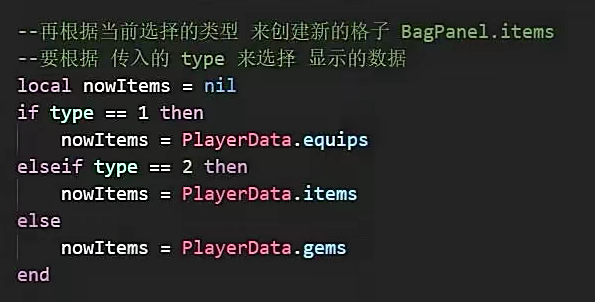 --再根据当前选择的类型 来创建新的格子 BagPanel.items
--要根据 传入的 type 来选择 显示的数据
local nowItems = nil
if type == 1 then
    nowItems = PlayerData.equips
elseif type == 2 then
    nowItems = PlayerData.items
else
    nowItems = PlayerData.gems
end